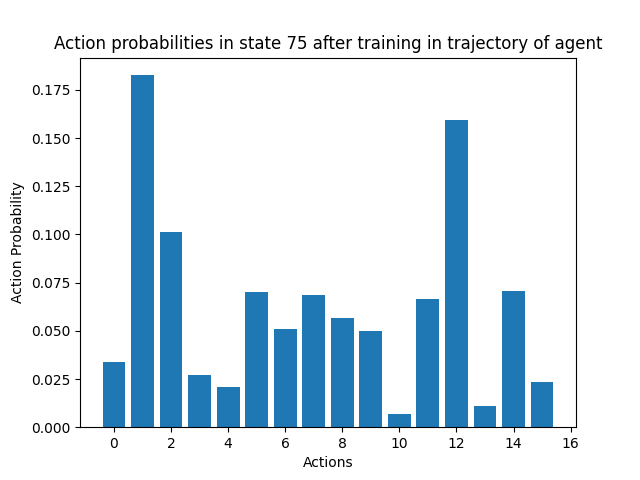 Action probabilities in state 75 after training in trajectory of agent
0.175
0.150
0.125
0.100
0.075
0.050
0.025
0.000
Action Probability
0 2 4 6 8 10 12 14 16
Actions